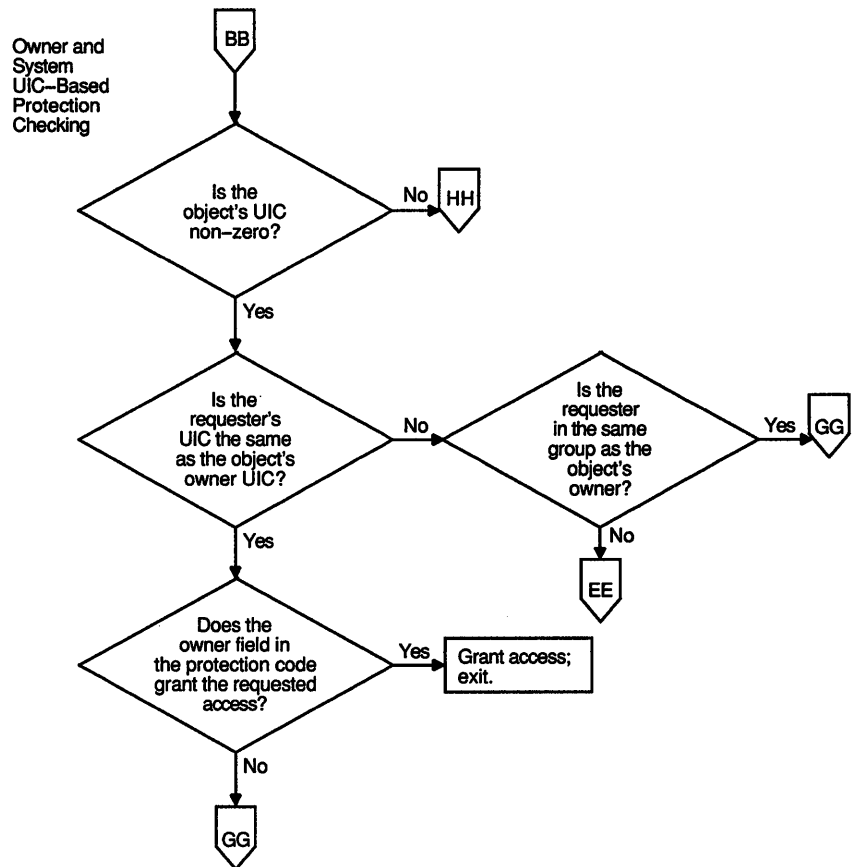 BB
Owner and
System
UIC-Based
Protection
Checking
Is the
object's UIC
non-zero?
No
HH
Yes
Is the
requester's
UIC the same
as the object's
owner UIC?
No
Is the
requester
in the same
group as the
object's
owner?
Yes
GG
No
EE
Yes
Does the
owner field in
the protection code
grant the requested
access?
Yes
Grant access;
exit.
No
GG